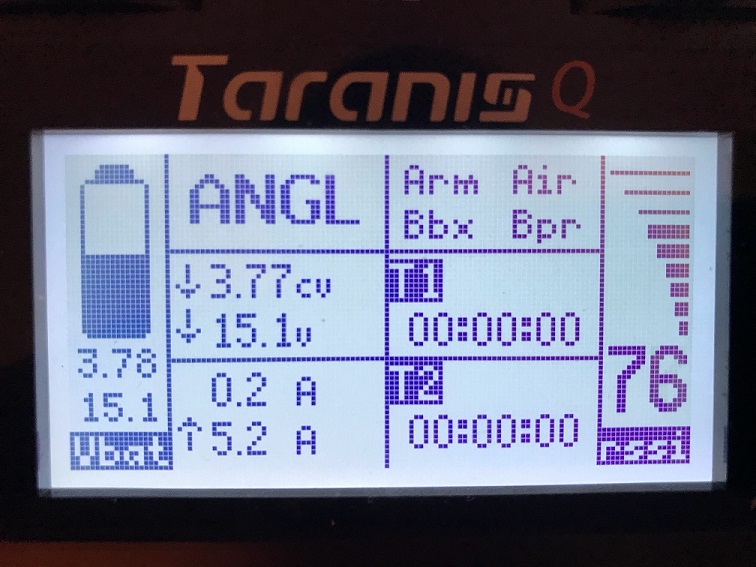 Taranis Q
ANGL
Arm Air
Bbx Bpr
↓3.77cv
↓15.1v
0.2 A
↑5.2 A
T1
00:00:00
T2
00:00:00
3.78
15.1
Vbat
76
rssi